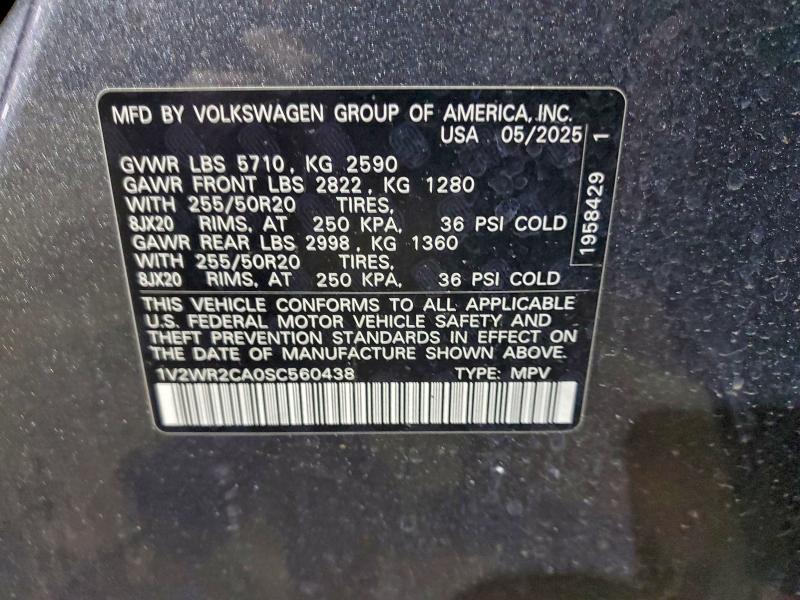 MFD BY VOLKSWAGEN GROUP OF AMERICA, INC.
USA 05/2025
GVWR LBS 5710, KG 2590
GAWR FRONT LBS 2822, KG 1280
WITH 255/50R20 TIRES,
8JX20 RIMS, AT 250 KPA, 36 PSI COLD
GAWR REAR LBS 2998, KG 1360
WITH 255/50R20 TIRES,
8JX20 RIMS, AT 250 KPA, 36 PSI COLD
THIS VEHICLE CONFORMS TO ALL APPLICABLE
U.S. FEDERAL MOTOR VEHICLE SAFETY AND
THEFT PREVENTION STANDARDS IN EFFECT ON
THE DATE OF MANUFACTURE SHOWN ABOVE.
1V2WR2CA0SC560438 TYPE: MPV
1958429 1